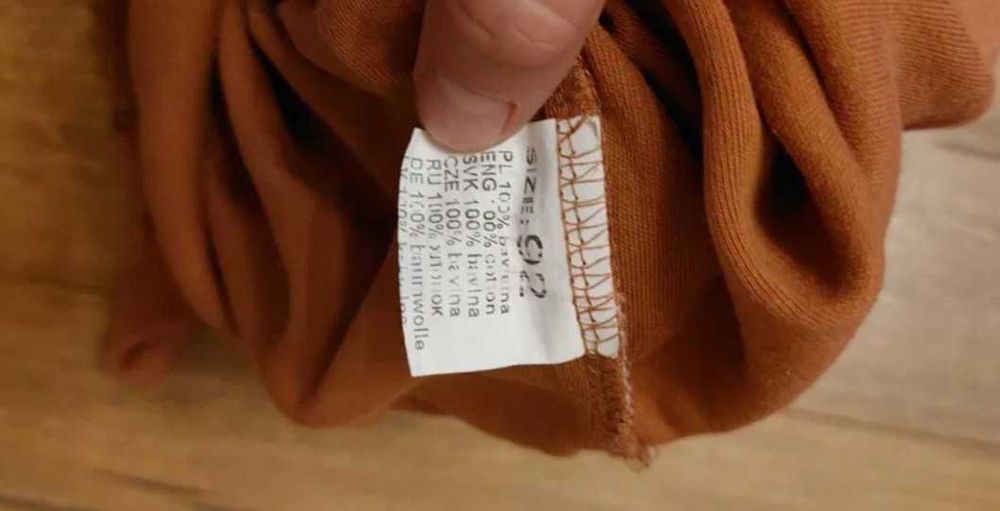 SIZE: 92
PL 100% bawełna
ENG 100% cotton
SVK 100% bavlna
CZE 100% bavlna
RU 100% хлопок
DE 100% baumwolle
100%